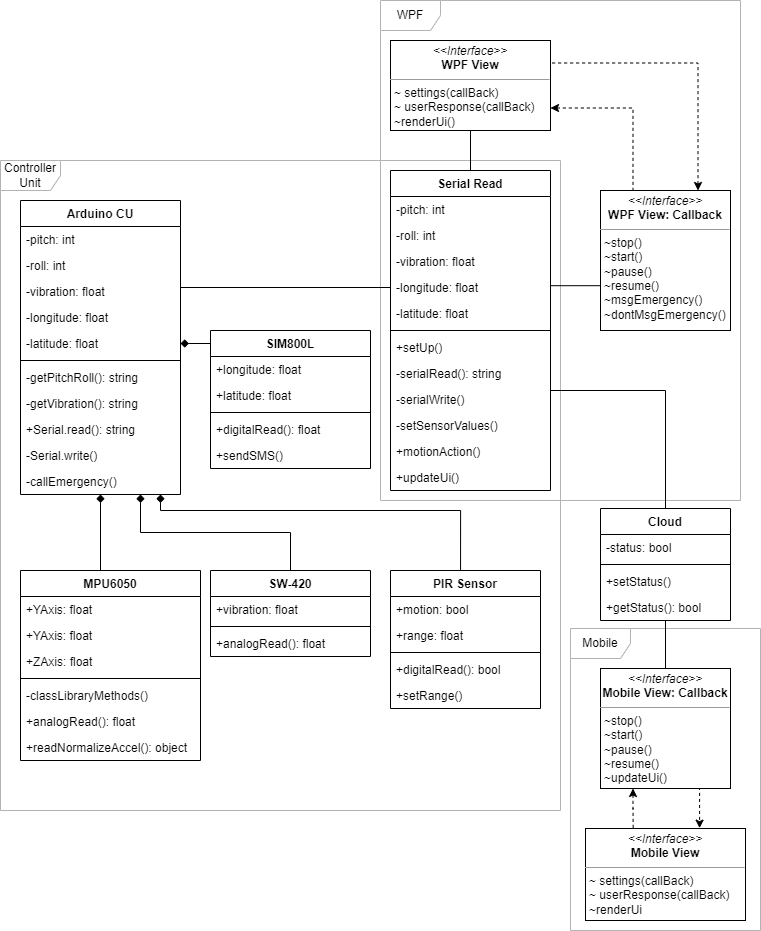 WPF
<<Interface>>
WPF View
~ settings(callBack)
~ userResponse(callBack)
~renderUi()
Controller
Unit
Arduino CU
-pitch: int
-roll: int
-vibration: float
-longitude: float
-latitude: float
-getPitchRoll(): string
-getVibration(): string
+Serial.read(): string
-Serial.write()
-callEmergency()
Serial Read
-pitch: int
-roll: int
-vibration: float
-longitude: float
-latitude: float
+setUp()
-serialRead(): string
-serialWrite()
-setSensorValues()
+motionAction()
+updateUi()
<<Interface>>
WPF View: Callback
~stop()
~start()
~pause()
~resume()
~msgEmergency()
~dontMsgEmergency()
SIM800L
+longitude: float
+latitude: float
+digitalRead(): float
+sendSMS()
MPU6050
+YAxis: float
+YAxis: float
+ZAxis: float
-classLibraryMethods()
+analogRead(): float
+readNormalizeAccel(): object
SW-420
+vibration: float
+analogRead(): float
PIR Sensor
+motion: bool
+range: float
+digitalRead(): bool
+setRange()
Cloud
-status: bool
+setStatus()
+getStatus(): bool
Mobile
<<Interface>>
Mobile View: Callback
~stop()
~start()
~pause()
~resume()
~updateUi()
<<Interface>>
Mobile View
~ settings(callBack)
~ userResponse(callBack)
~renderUi